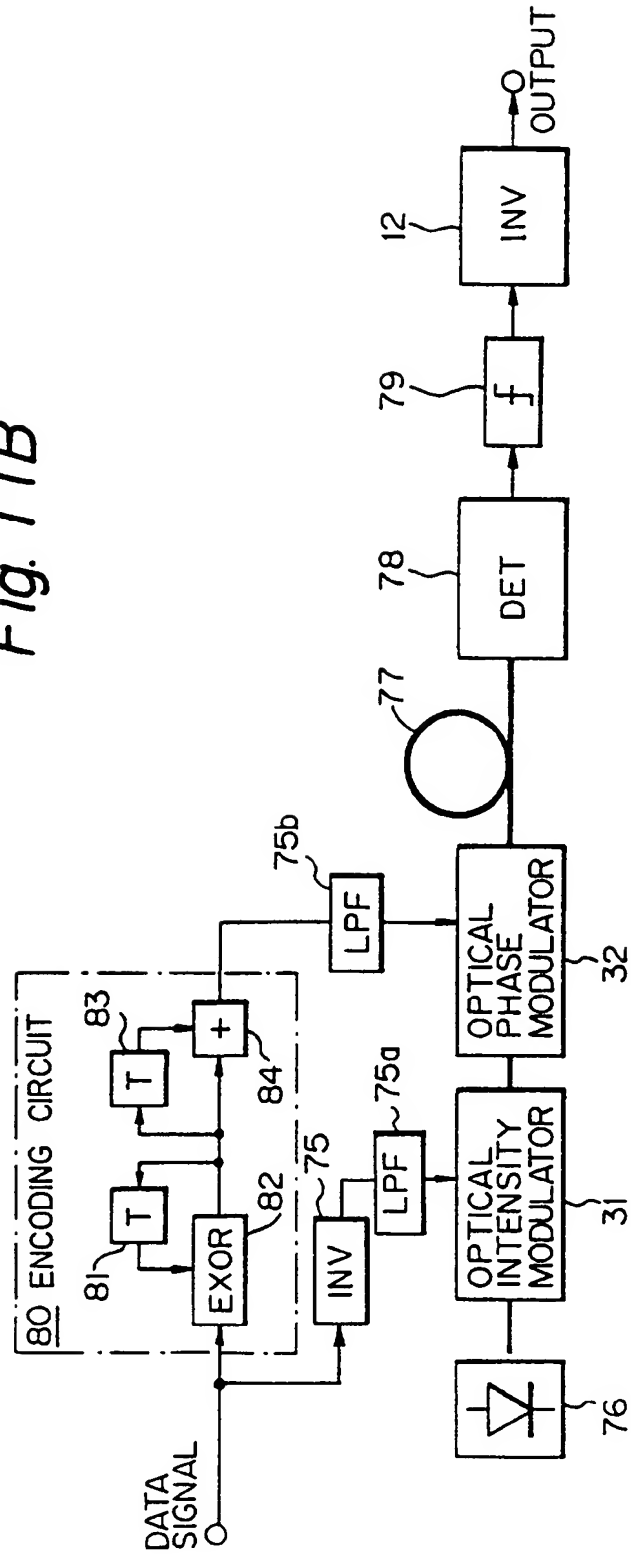 Fig. 11B
80 ENCODING CIRCUIT
81
T
T
83
EXOR
82
+
84
DATA
SIGNAL
75
INV
75a
LPF
75b
LPF
76
OPTICAL
INTENSITY
MODULATOR
31
OPTICAL
PHASE
MODULATOR
32
77
78
DET
79
12
INV
OUTPUT